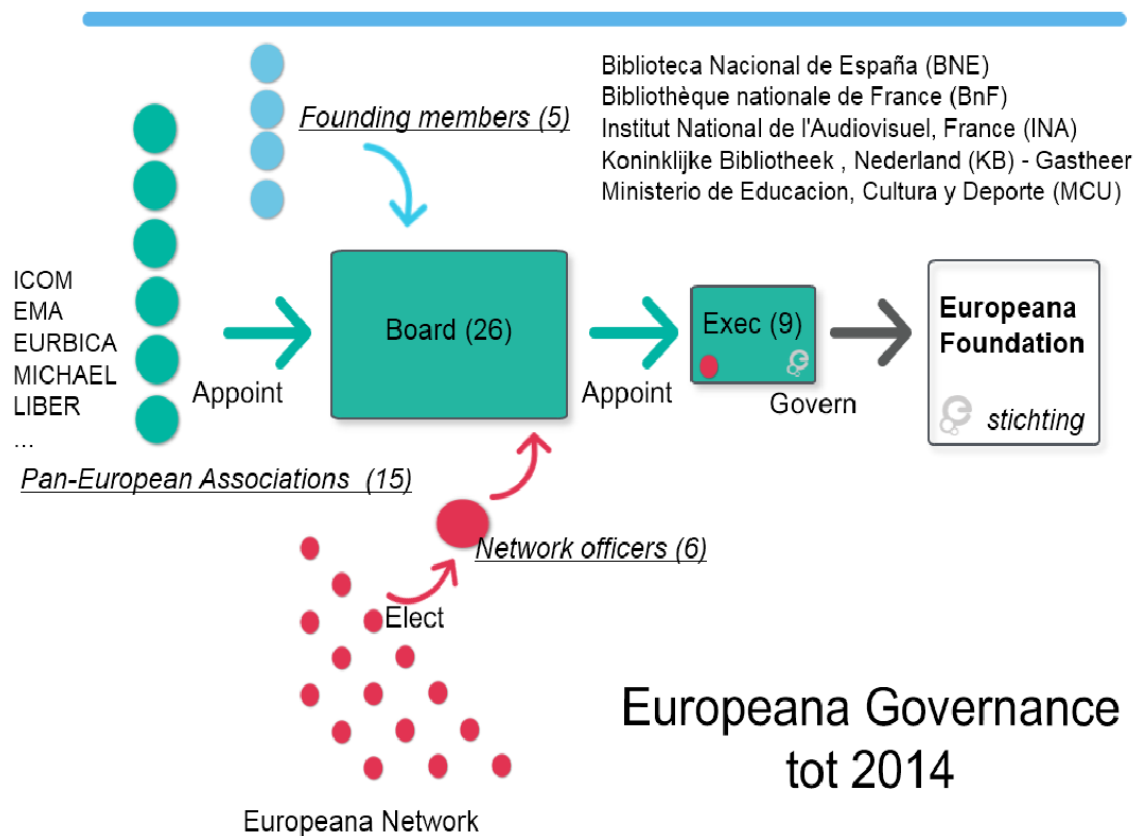 Biblioteca Nacional de España (BNE)
Bibliothèque nationale de France (BnF)
Institut National de l'Audiovisuel, France (INA)
Koninklijke Bibliotheek , Nederland (KB) - Gastheer
Ministerio de Educacion, Cultura y Deporte (MCU)
Founding members (5)
ICOM
EMA
EURBICA
MICHAEL
LIBER
...
Appoint
Board (26)
Appoint
Exec (9)
Govern
Europeana
Foundation
stichting
Pan-European Associations (15)
Network officers (6)
Elect
Europeana Network
Europeana Governance
tot 2014